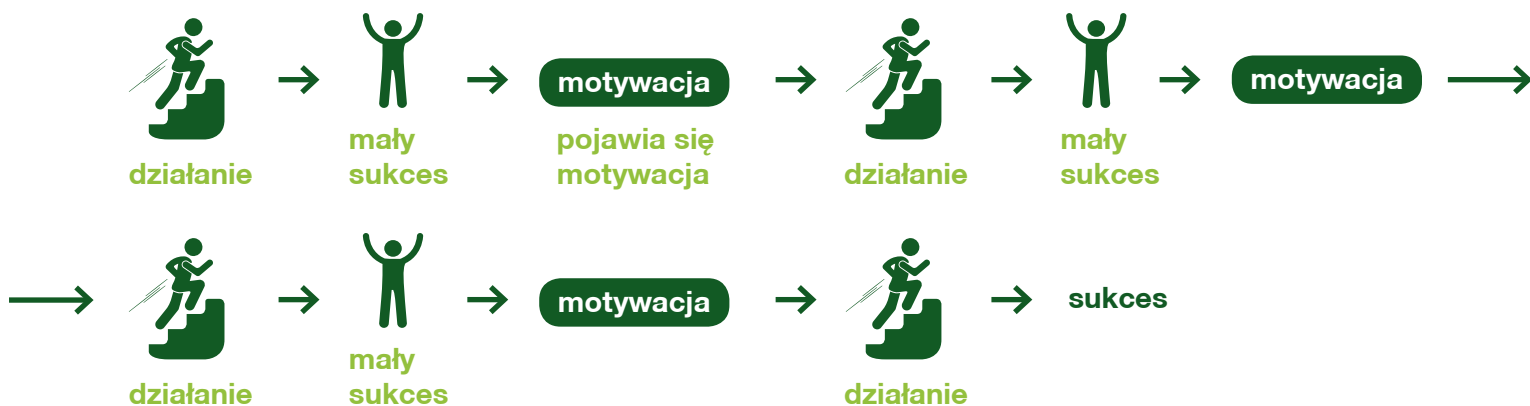 motywacja
motywacja
działanie
mały
sukces
pojawia się
motywacja
działanie
mały
sukces
motywacja
sukces
działanie
mały
sukces
działanie